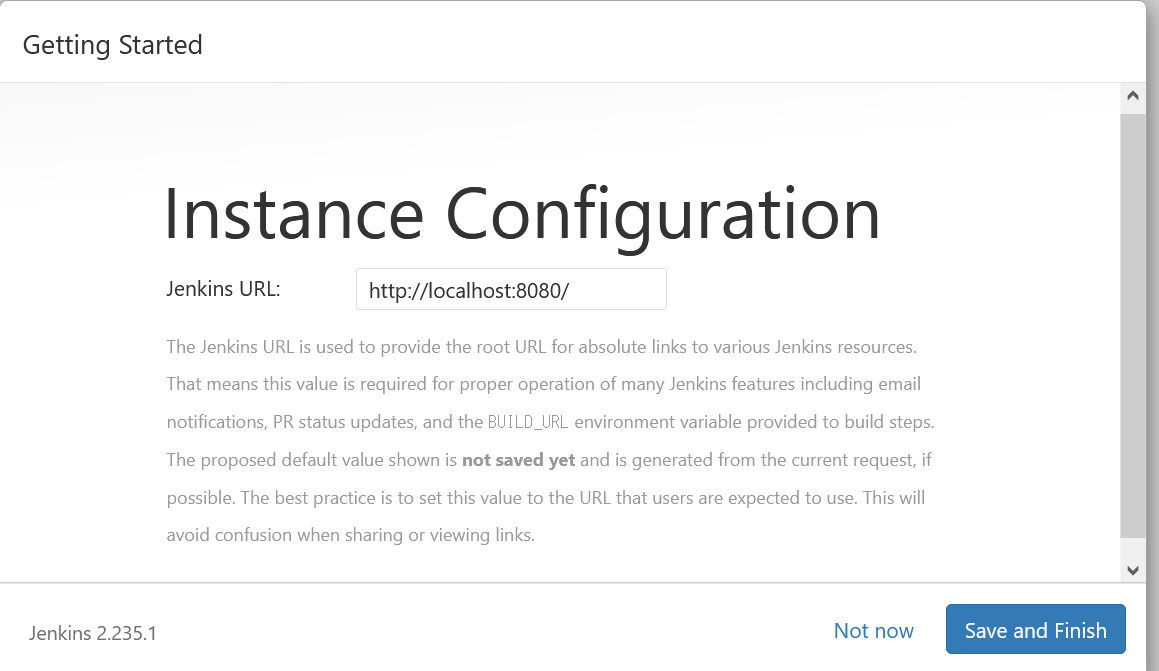 Getting Started
Instance Configuration
Jenkins URL: http://localhost:8080/
The Jenkins URL is used to provide the root URL for absolute links to various Jenkins resources.
That means this value is required for proper operation of many Jenkins features including email
notifications, PR status updates, and the BUILD_URL environment variable provided to build steps.
The proposed default value shown is not saved yet and is generated from the current request, if
possible. The best practice is to set this value to the URL that users are expected to use. This will
avoid confusion when sharing or viewing links.
Jenkins 2.235.1 Not now Save and Finish